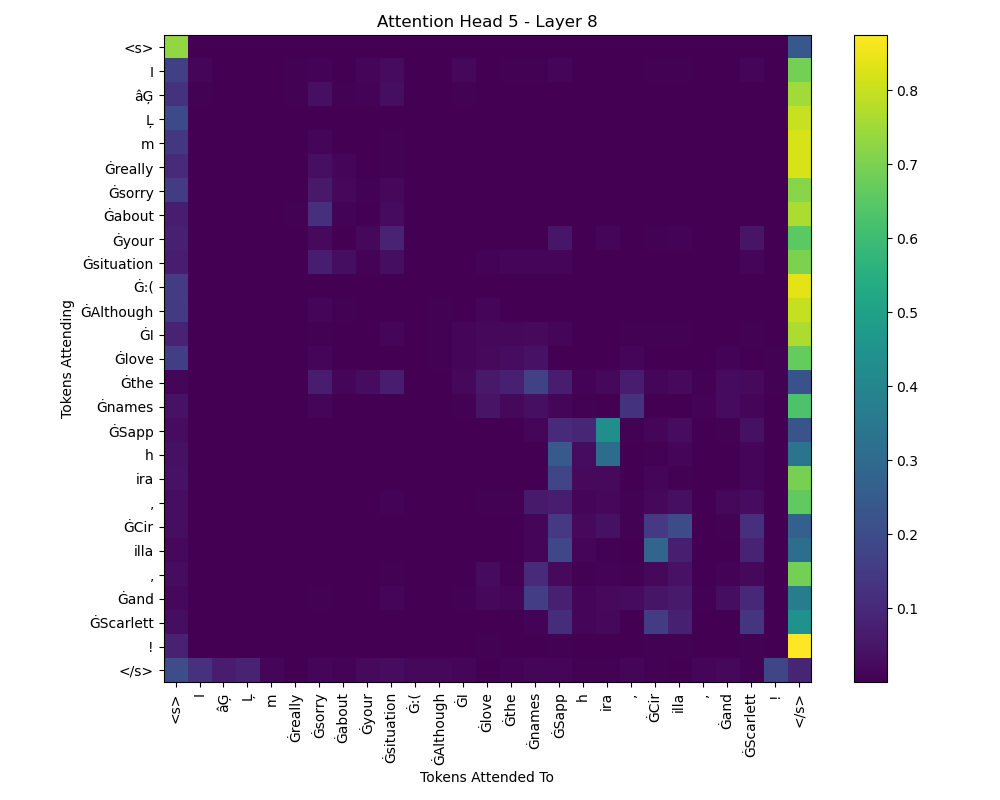 Attention Head 5 - Layer 8
Tokens Attending
<s>
I
âĢ
Ļ
m
Ġreally
Ġsorry
Ġabout
Ġyour
Ġsituation
Ġ:(
ĠAlthough
ĠI
Ġlove
Ġthe
Ġnames
ĠSapp
h
ira
,
ĠCir
illa
,
Ġand
ĠScarlett
!
</s>
<s>
I
âĢ
Ļ
m
Ġreally
Ġsorry
Ġabout
Ġyour
Ġsituation
Ġ:(
ĠAlthough
ĠI
Ġlove
Ġthe
Ġnames
ĠSapp
h
ira
,
ĠCir
illa
,
Ġand
ĠScarlett
!
</s>
Tokens Attended To
0.8
0.7
0.6
0.5
0.4
0.3
0.2
0.1